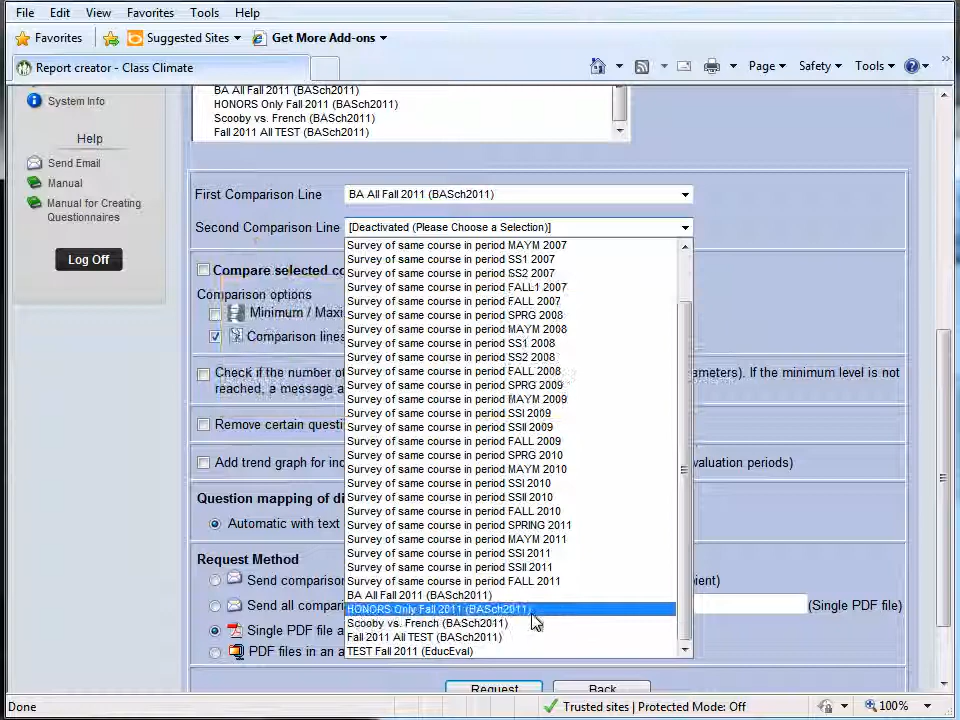 File Edit View Favorites Tools Help
Favorites Suggested Sites Get More Add-ons
Report creator - Class Climate
Page Safety Tools »
System Info
Help
Send Email
Manual
Manual for Creating
Questionnaires
Log Off
BA All Fall 2011 (BASch2011)
HONORS Only Fall 2011 (BASch2011)
Scooby vs. French (BASch2011)
Fall 2011 All TEST (BASch2011)
First Comparison Line BA All Fall 2011 (BASch2011)
Second Comparison Line [Deactivated (Please Choose a Selection)]
Survey of same course in period MAYM 2007
Survey of same course in period SS1 2007
Survey of same course in period SS2 2007
Survey of same course in period FALL1 2007
Survey of same course in period FALL 2007
Survey of same course in period SPRG 2008
Survey of same course in period MAYM 2008
Survey of same course in period SS1 2008
Survey of same course in period SS2 2008
Survey of same course in period FALL 2008
Survey of same course in period SPRG 2009
Survey of same course in period MAYM 2009
Survey of same course in period SSI 2009
Survey of same course in period SSII 2009
Survey of same course in period FALL 2009
Survey of same course in period SPRG 2010
Survey of same course in period MAYM 2010
Survey of same course in period SSI 2010
Survey of same course in period SSII 2010
Survey of same course in period FALL 2010
Survey of same course in period SPRING 2011
Survey of same course in period MAYM 2011
Survey of same course in period SSI 2011
Survey of same course in period SSII 2011
Survey of same course in period FALL 2011
BA All Fall 2011 (BASch2011)
HONORS Only Fall 2011 (BASch2011)
Scooby vs. French (BASch2011)
Fall 2011 All TEST (BASch2011)
TEST Fall 2011 (EducEval)
Compare selected co
Comparison options
Minimum / Maxi
Comparison lines
Check if the number of ameters). If the minimum level is not
reached, a message a
Remove certain questi
Add trend graph for in valuation periods)
Question mapping of di
Automatic with text
Request Method
Send comparison ient)
Send all compari (Single PDF file)
Single PDF file a
PDF files in an a
Request Back
Done Trusted sites | Protected Mode: Off 100%